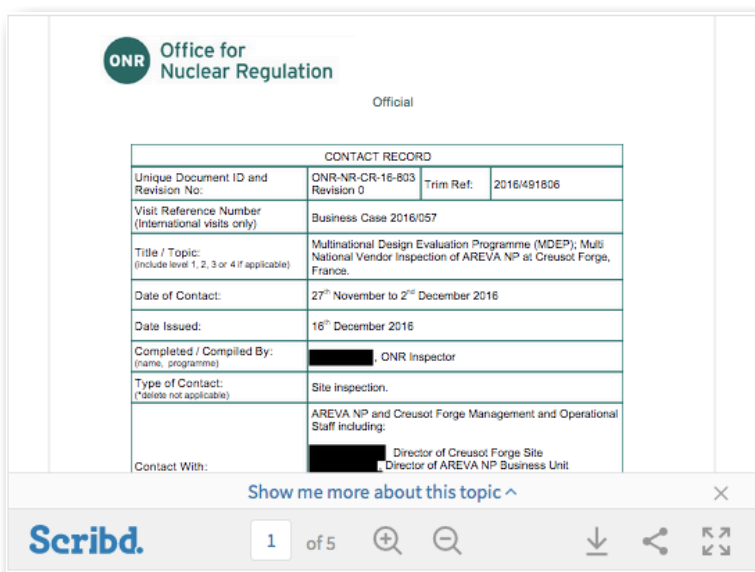 ONR
Office for
Nuclear Regulation
Official
CONTACT RECORD
Unique Document ID and
Revision No:
ONR-NR-CR-16-803
Revision 0
Trim Ref:
2016/491806
Visit Reference Number
(International visits only)
Business Case 2016/057
Title / Topic:
(include level 1, 2, 3 or 4 if applicable)
Multinational Design Evaluation Programme (MDEP); Multi
National Vendor Inspection of AREVA NP at Creusot Forge,
France.
Date of Contact:
27th November to 2nd December 2016
Date Issued:
16th December 2016
Completed / Compiled By:
(name, programme)
, ONR Inspector
Type of Contact:
(*delete not applicable)
Site inspection.
Contact With:
AREVA NP and Creusot Forge Management and Operational
Staff including:
Director of Creusot Forge Site
, Director of AREVA NP Business Unit
Show me more about this topic
Scribd.
1
of 5